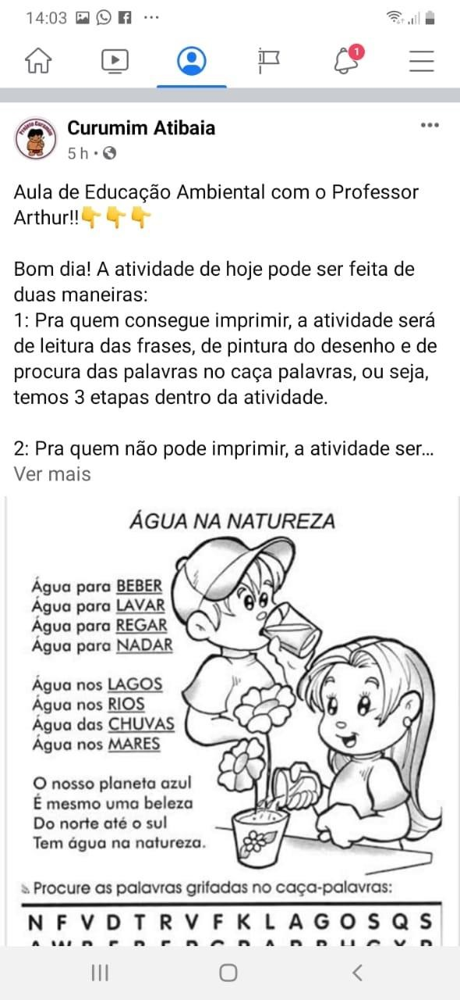 14:03
Curumim Atibaia
5 h
Aula de Educação Ambiental com o Professor
Arthur!!👇👇👇
Bom dia! A atividade de hoje pode ser feita de
duas maneiras:
1: Pra quem consegue imprimir, a atividade será
de leitura das frases, de pintura do desenho e de
procura das palavras no caça palavras, ou seja,
temos 3 etapas dentro da atividade.
2: Pra quem não pode imprimir, a atividade ser...
Ver mais
ÁGUA NA NATUREZA
Água para BEBER
Água para LAVAR
Água para REGAR
Água para NADAR
Água nos LAGOS
Água nos RIOS
Água das CHUVAS
Água nos MARES
O nosso planeta azul
É mesmo uma beleza
Do norte até o sul
Tem água na natureza.
Procure as palavras grifadas no caça-palavras:
N F V D T R V F K L A G O S Q S